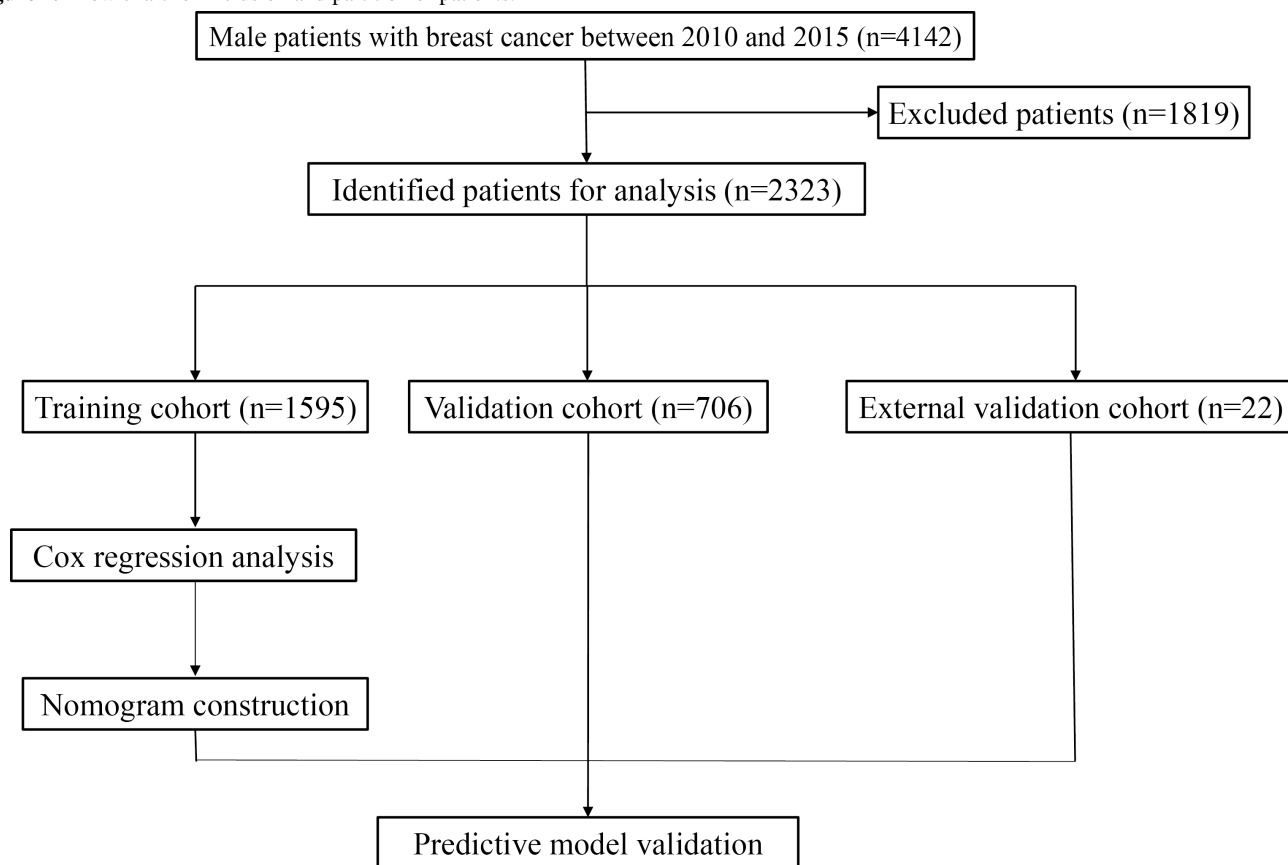 Male patients with breast cancer between 2010 and 2015 (n=4142)
Excluded patients (n=1819)
Identified patients for analysis (n=2323)
Training cohort (n=1595)
Validation cohort (n=706)
External validation cohort (n=22)
Cox regression analysis
Nomogram construction
Predictive model validation